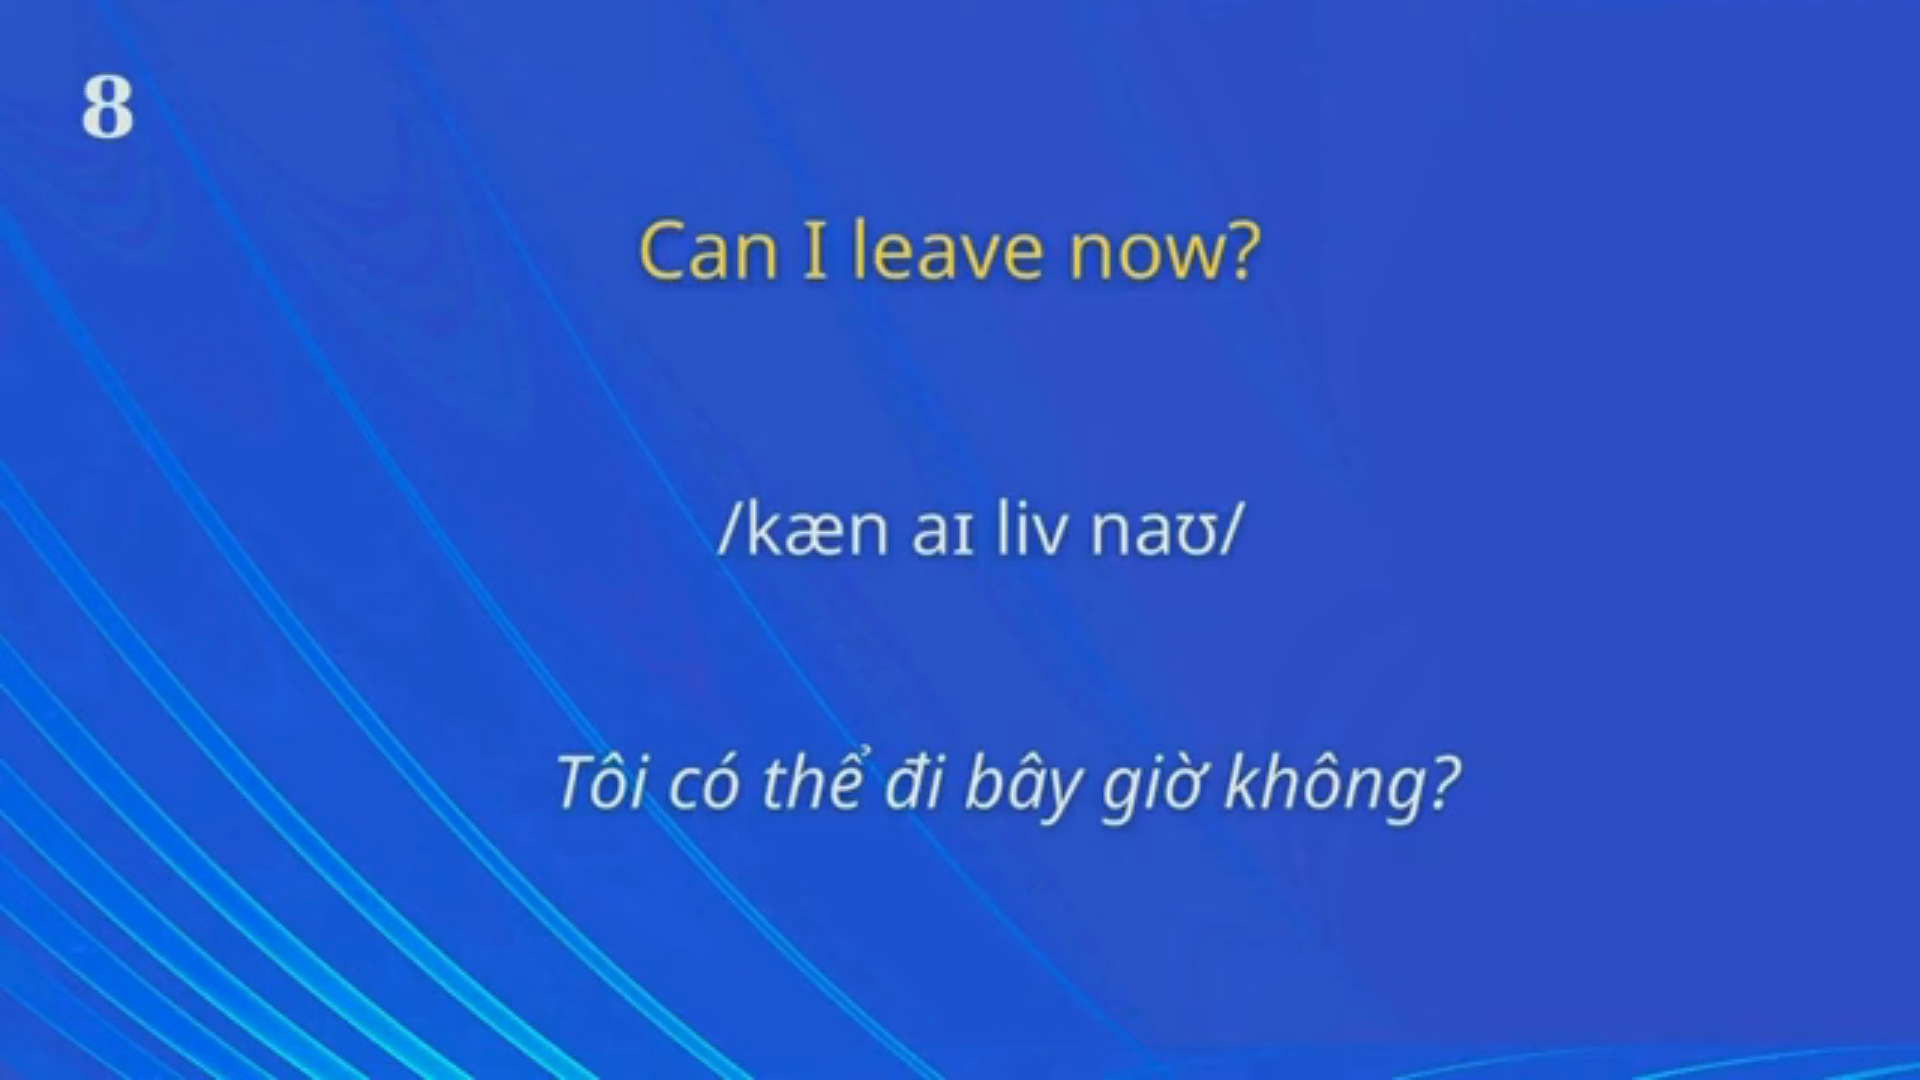 8
Can I leave now?
/kæn aɪ liv naʊ/
Tôi có thể đi bây giờ không?